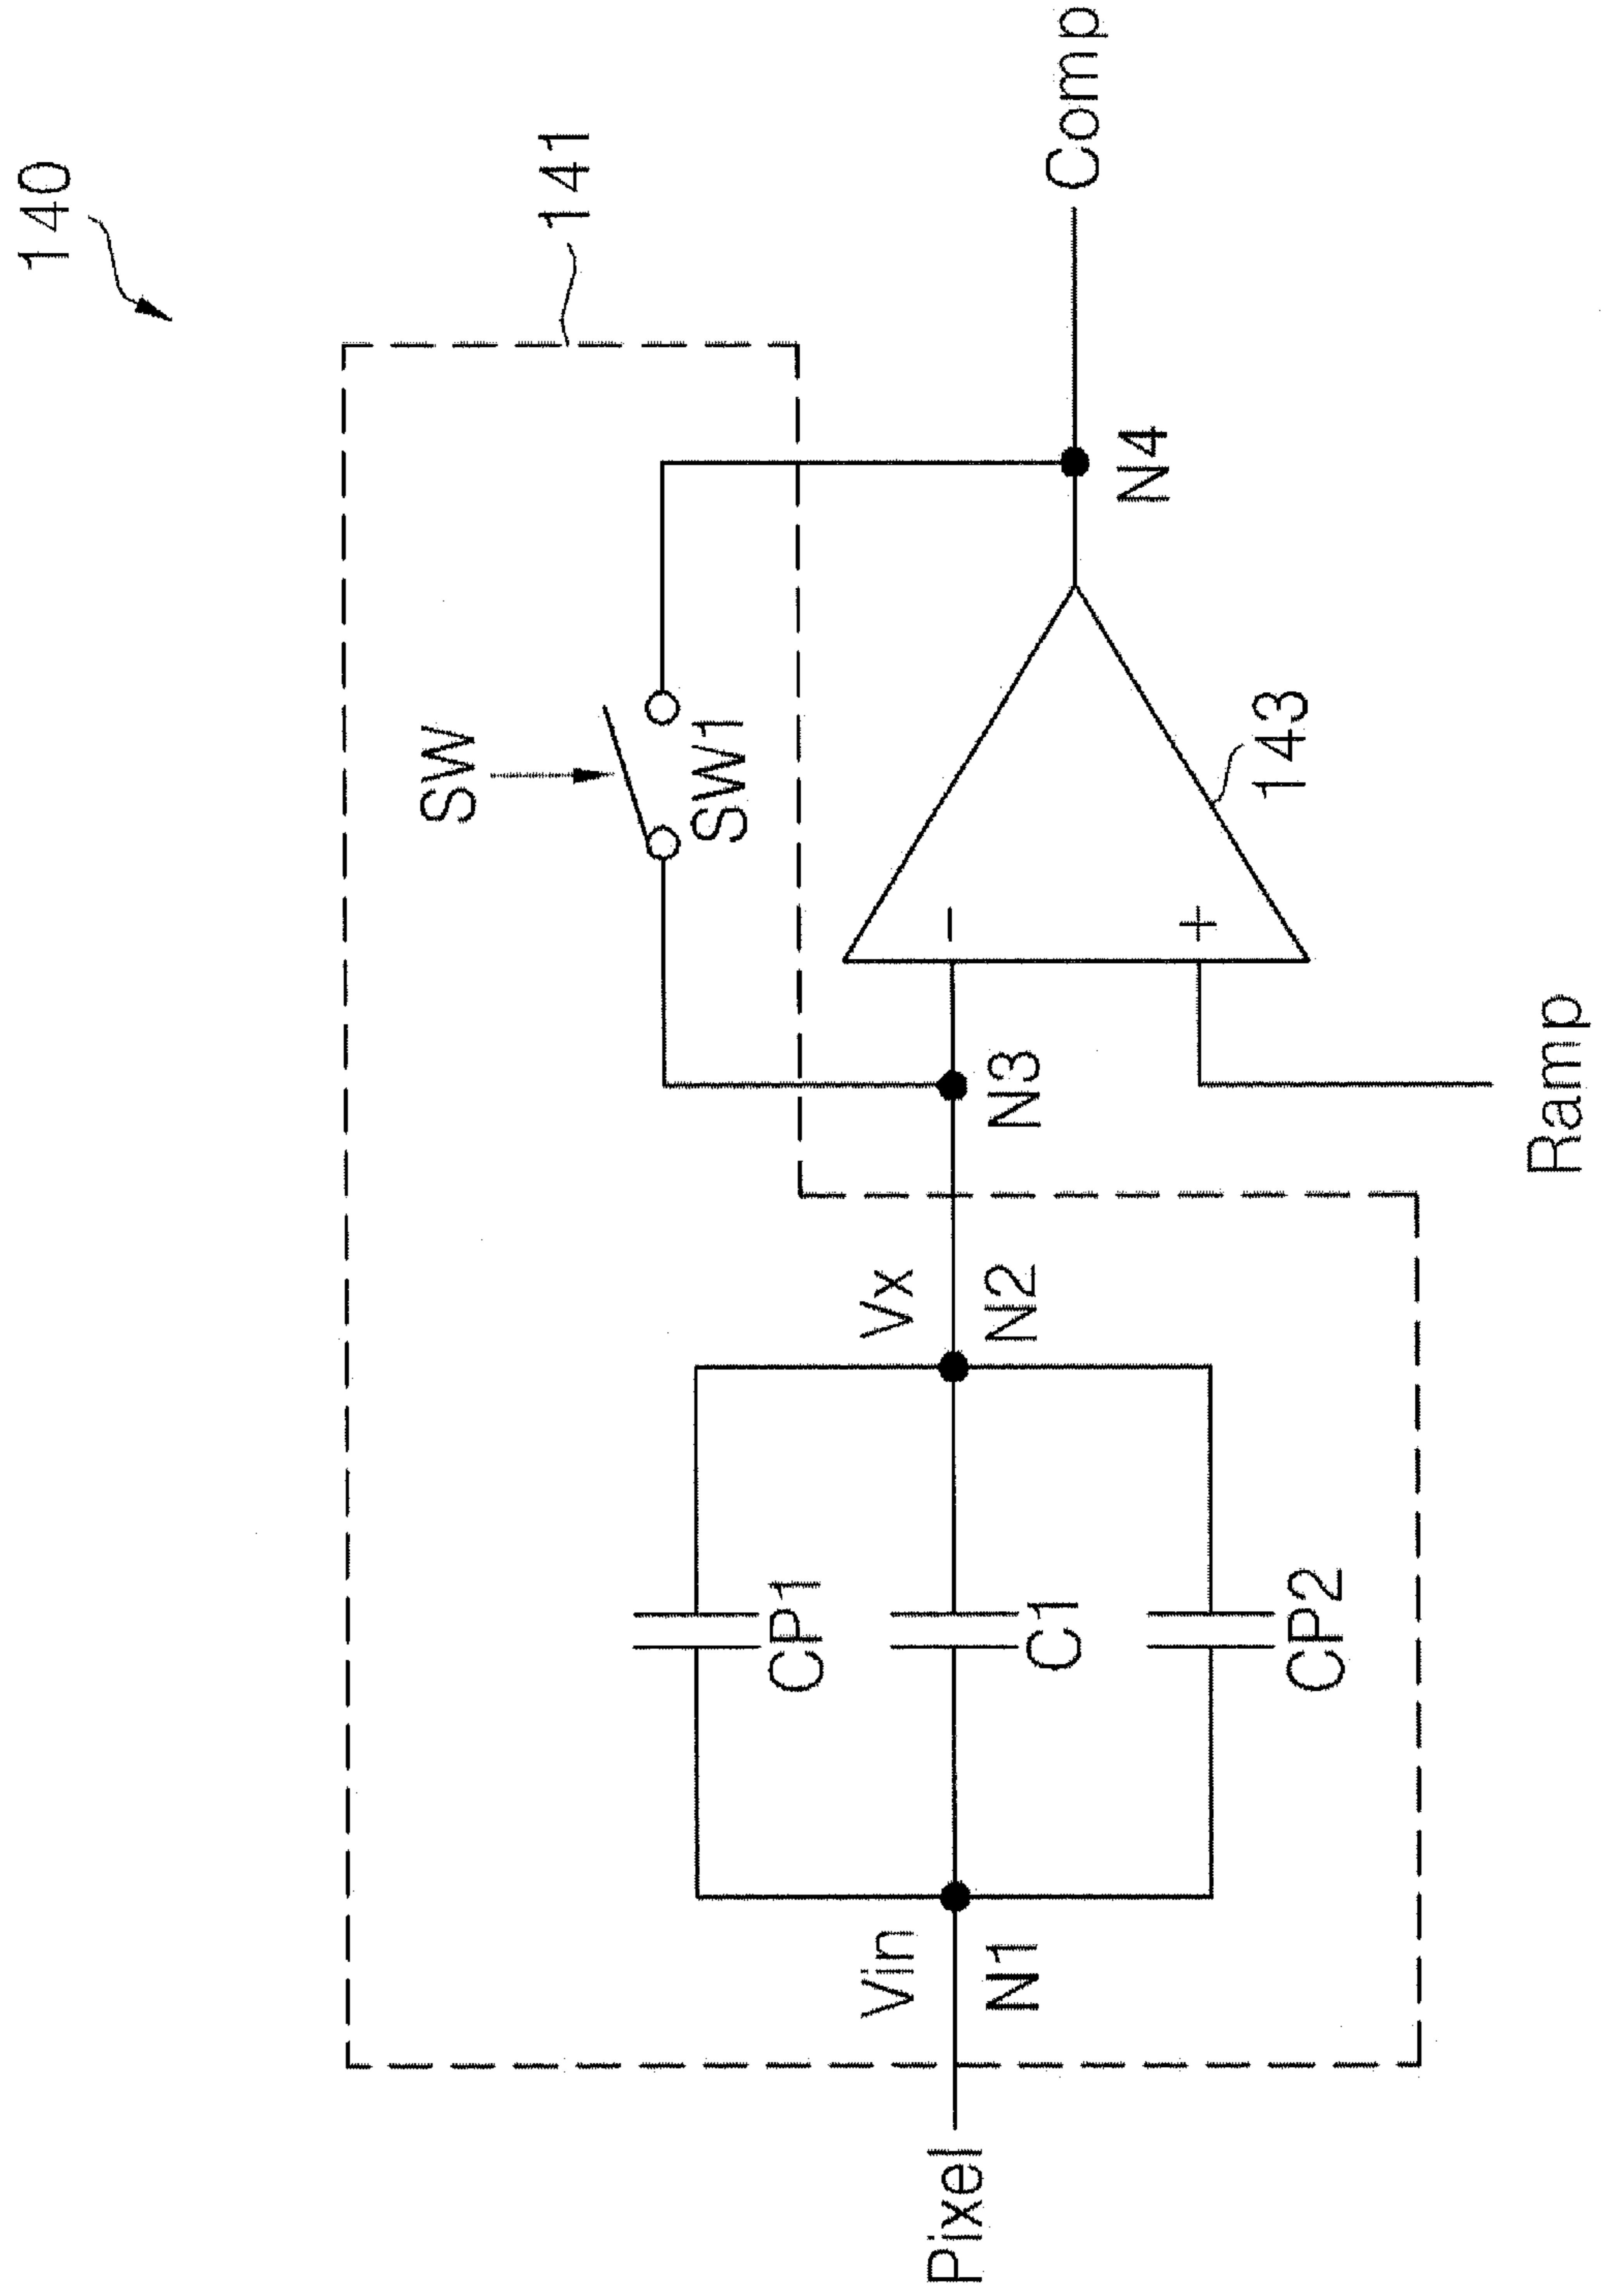 140
141
SW
SW1
CP1
Vin
Vx
Pixel
N1
C1
N2
N3
-
N4
Comp
CP2
+
143
Ramp